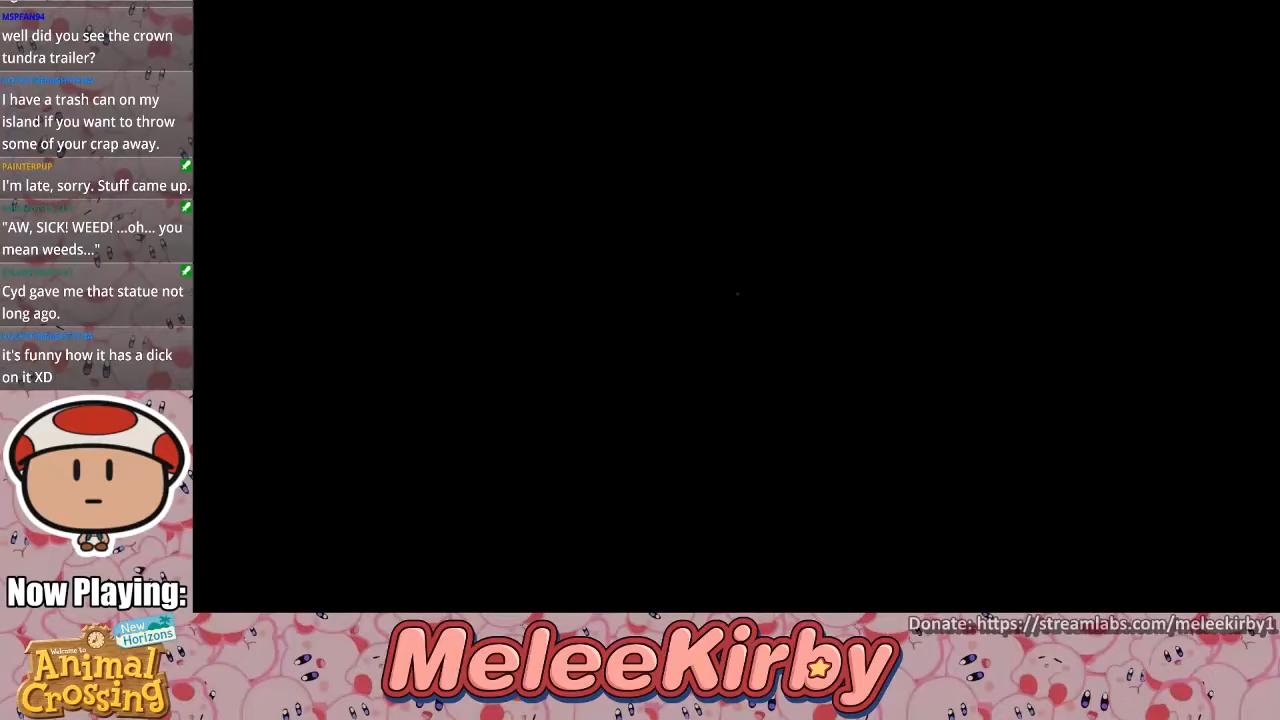 MSPFAN94
well did you see the crown
tundra trailer?
I have a trash can on my
island if you want to throw
some of your crap away.
PAINTERPUP
I'm late, sorry. Stuff came up.
"AW, SICK! WEED! ...oh... you
mean weeds..."
Cyd gave me that statue not
long ago.
it's funny how it has a dick
on it XD
Now Playing:
Welcome to
Animal
Crossing
New
Horizons
MeleeKirby
Donate: https://streamlabs.com/meleekirby1